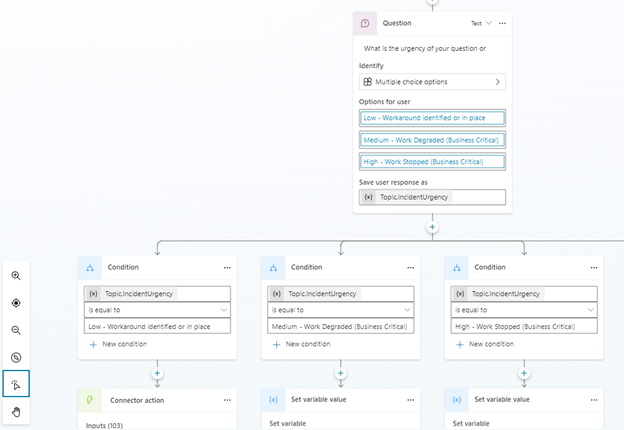 Question
Text
What is the urgency of your question or
Identify
Multiple choice options
Options for user
Low - Workaround identified or in place
Medium - Work Degraded (Business Critical)
High - Work Stopped (Business Critical)
Save user response as
{x} Topic.IncidentUrgency
Condition
{x} Topic.IncidentUrgency
is equal to
Low - Workaround identified or in place
New condition
Condition
{x} Topic.IncidentUrgency
is equal to
Medium - Work Degraded (Business Critical)
New condition
Condition
{x} Topic.IncidentUrgency
is equal to
High - Work Stopped (Business Critical)
New condition
Connector action
Inputs (103)
{x} Set variable value
Set variable
{x} Set variable value
Set variable